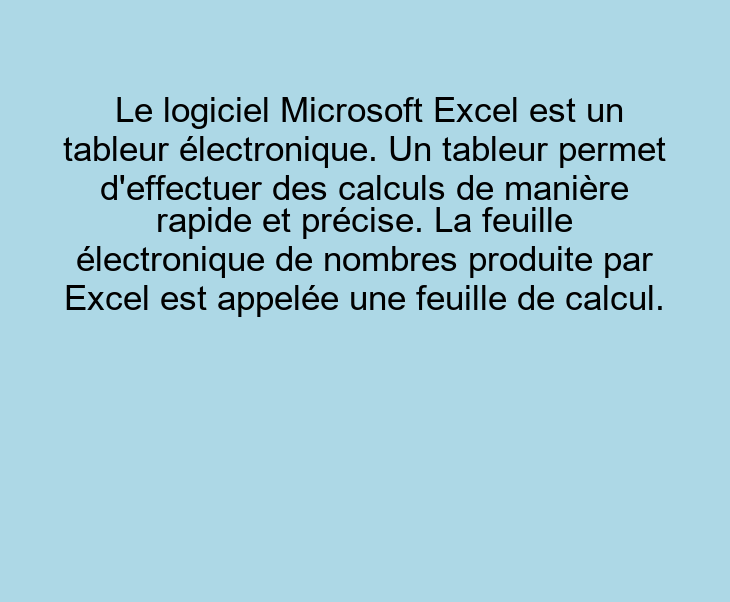 Le logiciel Microsoft Excel est un
tableur électronique. Un tableur permet
d'effectuer des calculs de manière
rapide et précise. La feuille
électronique de nombres produite par
Excel est appelée une feuille de calcul.